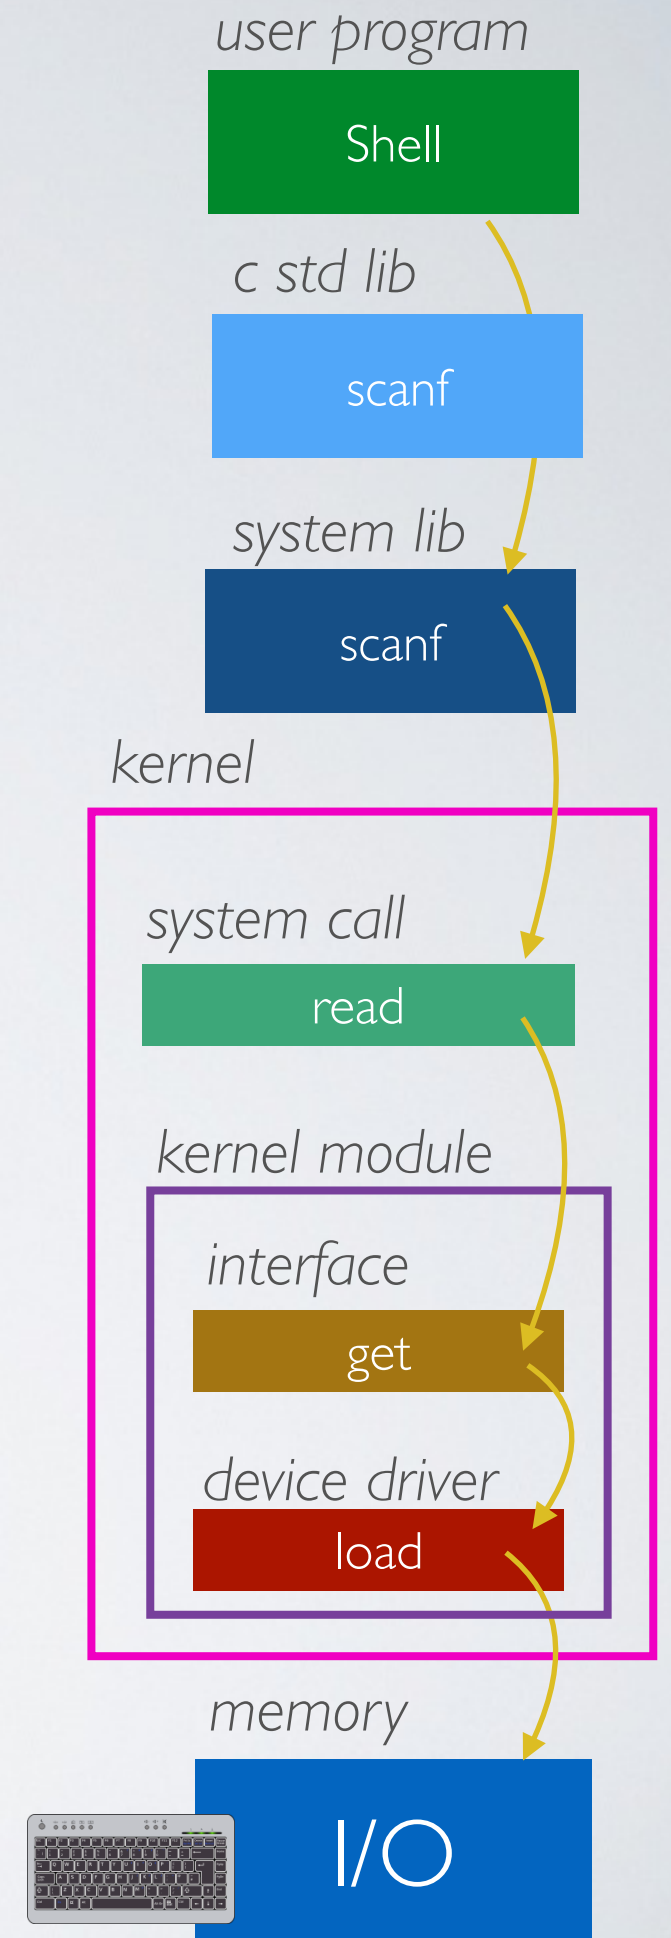 user program
Shell
c std lib
scanf
system lib
scanf
kernel
system call
read
kernel module
interface
get
device driver
load
memory
I/O